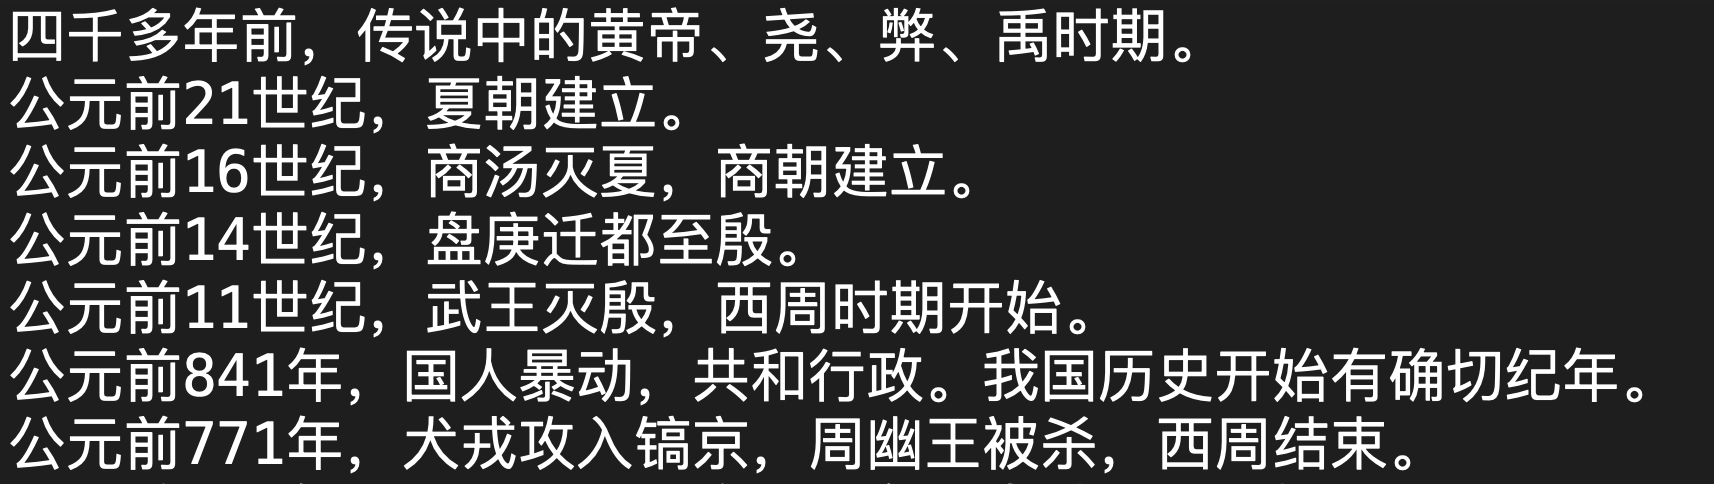 四千多年前，传说中的黄帝、尧、弊、禹时期。
公元前21世纪，夏朝建立。
公元前16世纪，商汤灭夏，商朝建立。
公元前14世纪，盘庚迁都至殷。
公元前11世纪，武王灭殷，西周时期开始。
公元前841年，国人暴动，共和行政。我国历史开始有确切纪年。
公元前771年，犬戎攻入镐京，周幽王被杀，西周结束。